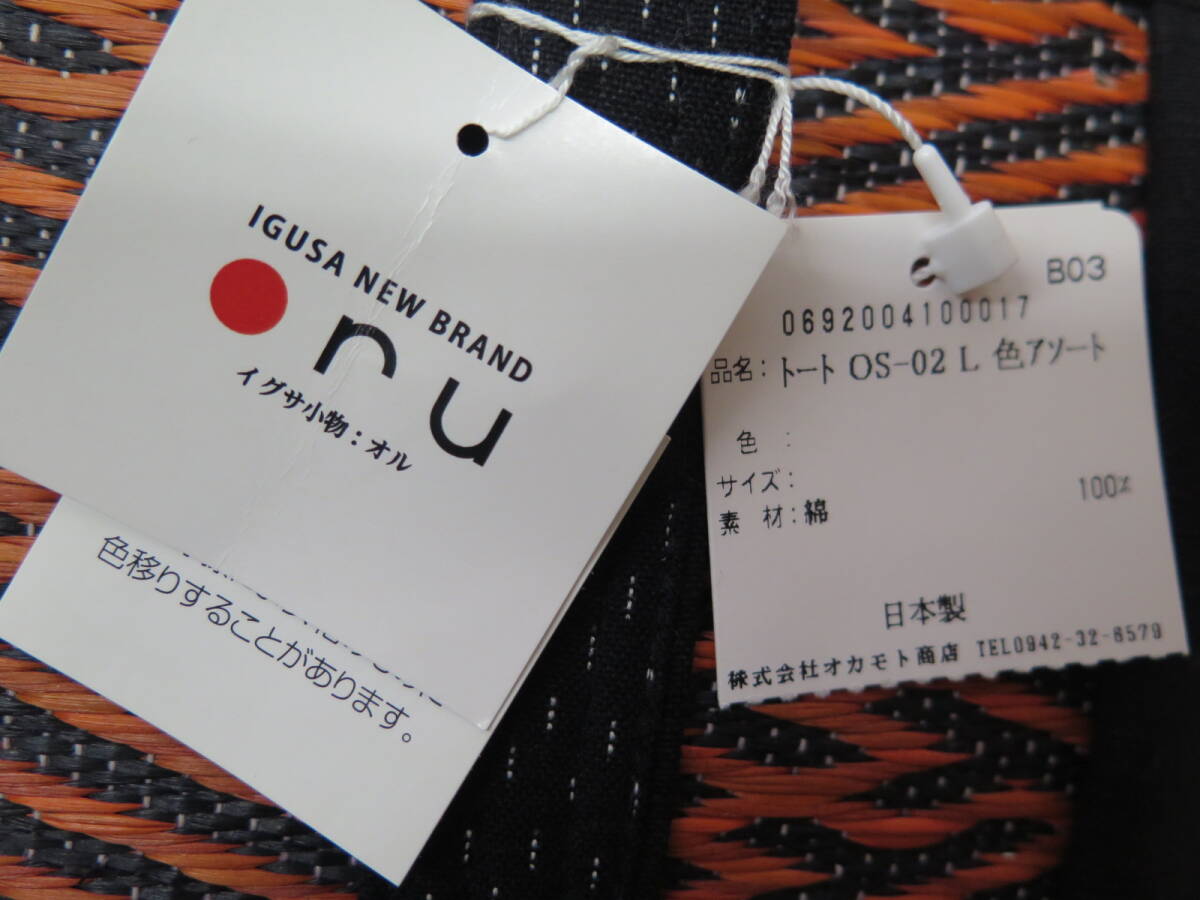 IGUSA NEW BRAND
oru
イグサ小物：オル
色移りすることがあります。
B03
0692004100017
品名：トート OS-02 L 色アソート
色：
サイズ：
素 材：綿 100%
日本製
株式会社オカモト商店 TEL0942-32-8579